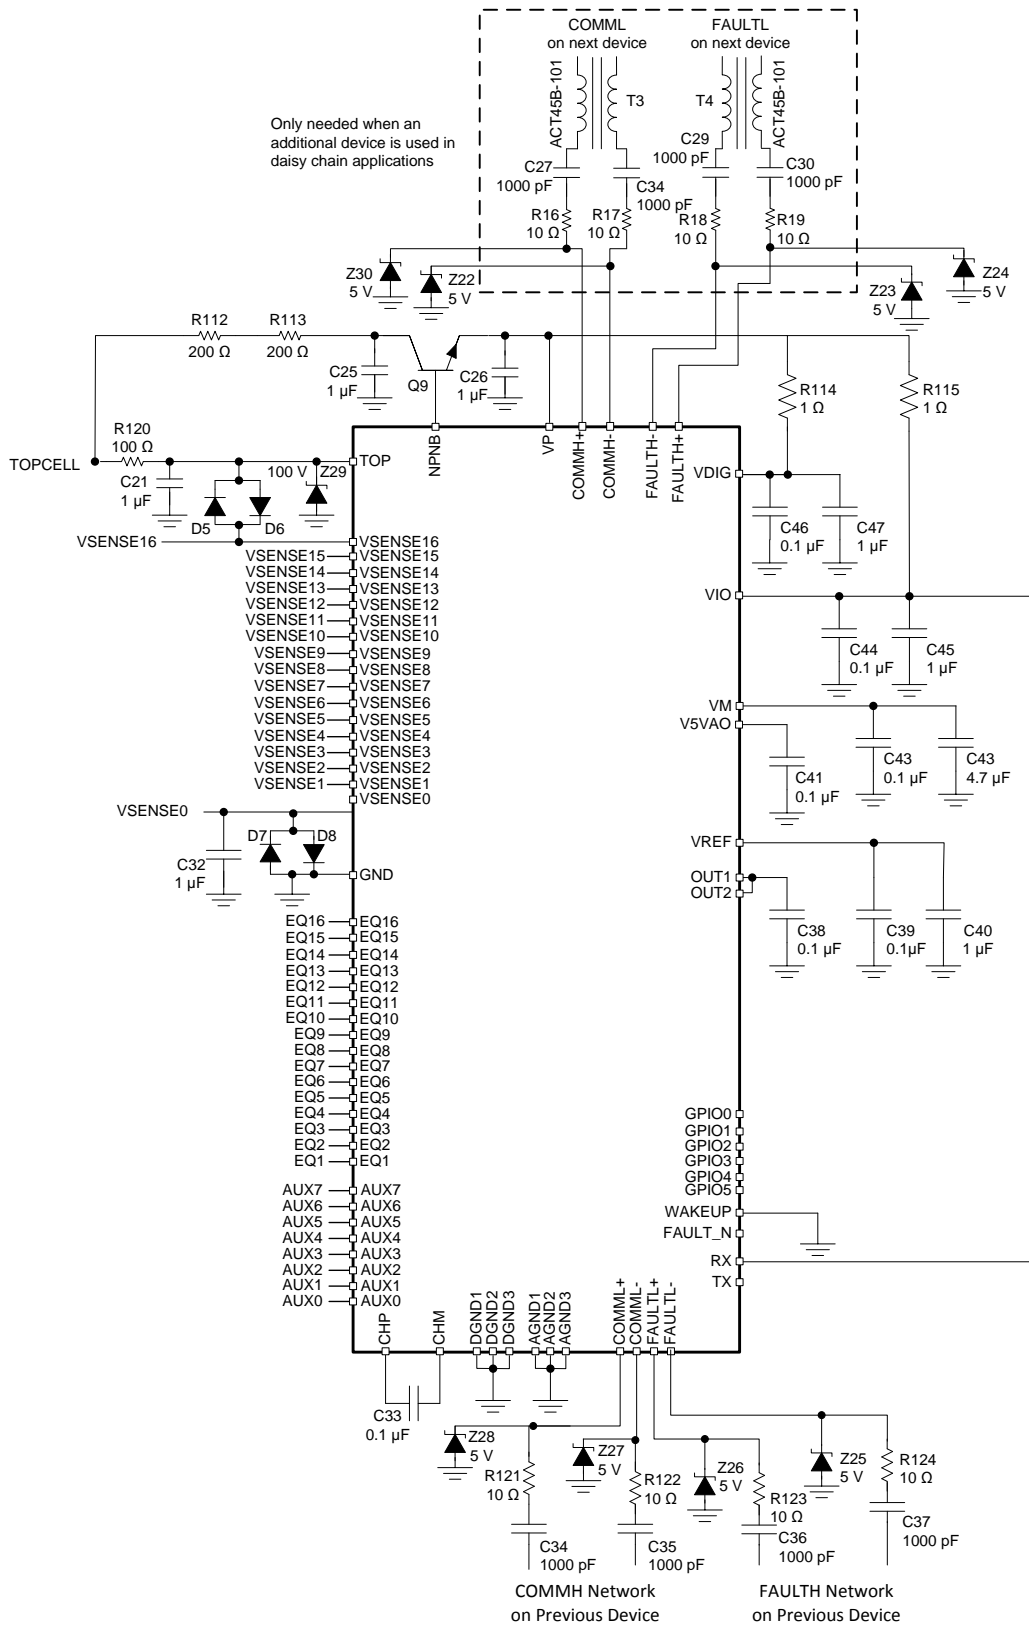 COMML
on next device
FAULTL
on next device
ACT45B-101
T3
T4
ACT45B-101
Only needed when an
additional device is used in
daisy chain applications
C27
1000 pF
C34
1000 pF
C29
1000 pF
C30
1000 pF
R16
10 Ω
R17
10 Ω
R18
10 Ω
R19
10 Ω
Z30
5 V
Z22
5 V
Z23
5 V
Z24
5 V
R112
200 Ω
R113
200 Ω
C25
1 µF
Q9
C26
1 µF
R114
1 Ω
R115
1 Ω
R120
100 Ω
TOPCELL
C21
1 µF
D5
D6
100 V
Z29
TOP
NPNB
VP
COMMH+
COMMH-
FAULTH-
FAULTH+
VDIG
C46
0.1 µF
C47
1 µF
VSENSE16
VSENSE16
VSENSE15
VSENSE15
VSENSE14
VSENSE14
VSENSE13
VSENSE13
VSENSE12
VSENSE12
VSENSE11
VSENSE11
VSENSE10
VSENSE10
VSENSE9
VSENSE9
VSENSE8
VSENSE8
VSENSE7
VSENSE7
VSENSE6
VSENSE6
VSENSE5
VSENSE5
VSENSE4
VSENSE4
VSENSE3
VSENSE3
VSENSE2
VSENSE2
VSENSE1
VSENSE1
VSENSE0
VSENSE0
VIO
C44
0.1 µF
C45
1 µF
VM
V5VAO
C41
0.1 µF
C43
0.1 µF
C43
4.7 µF
C32
1 µF
D7
D8
GND
VREF
OUT1
OUT2
C38
0.1 µF
C39
0.1µF
C40
1 µF
EQ16
EQ16
EQ15
EQ15
EQ14
EQ14
EQ13
EQ13
EQ12
EQ12
EQ11
EQ11
EQ10
EQ10
EQ9
EQ9
EQ8
EQ8
EQ7
EQ7
EQ6
EQ6
EQ5
EQ5
EQ4
EQ4
EQ3
EQ3
EQ2
EQ2
EQ1
EQ1
AUX7
AUX7
AUX6
AUX6
AUX5
AUX5
AUX4
AUX4
AUX3
AUX3
AUX2
AUX2
AUX1
AUX1
AUX0
AUX0
GPIO0
GPIO1
GPIO2
GPIO3
GPIO4
GPIO5
WAKEUP
FAULT_N
RX
TX
CHP
CHM
DGND1
DGND2
DGND3
AGND1
AGND2
AGND3
COMML+
COMML-
FAULTL+
FAULTL-
C33
0.1 µF
Z28
5 V
Z27
5 V
Z26
5 V
Z25
5 V
R121
10 Ω
R122
10 Ω
R123
10 Ω
R124
10 Ω
C34
1000 pF
C35
1000 pF
C36
1000 pF
C37
1000 pF
COMMH Network
on Previous Device
FAULTH Network
on Previous Device